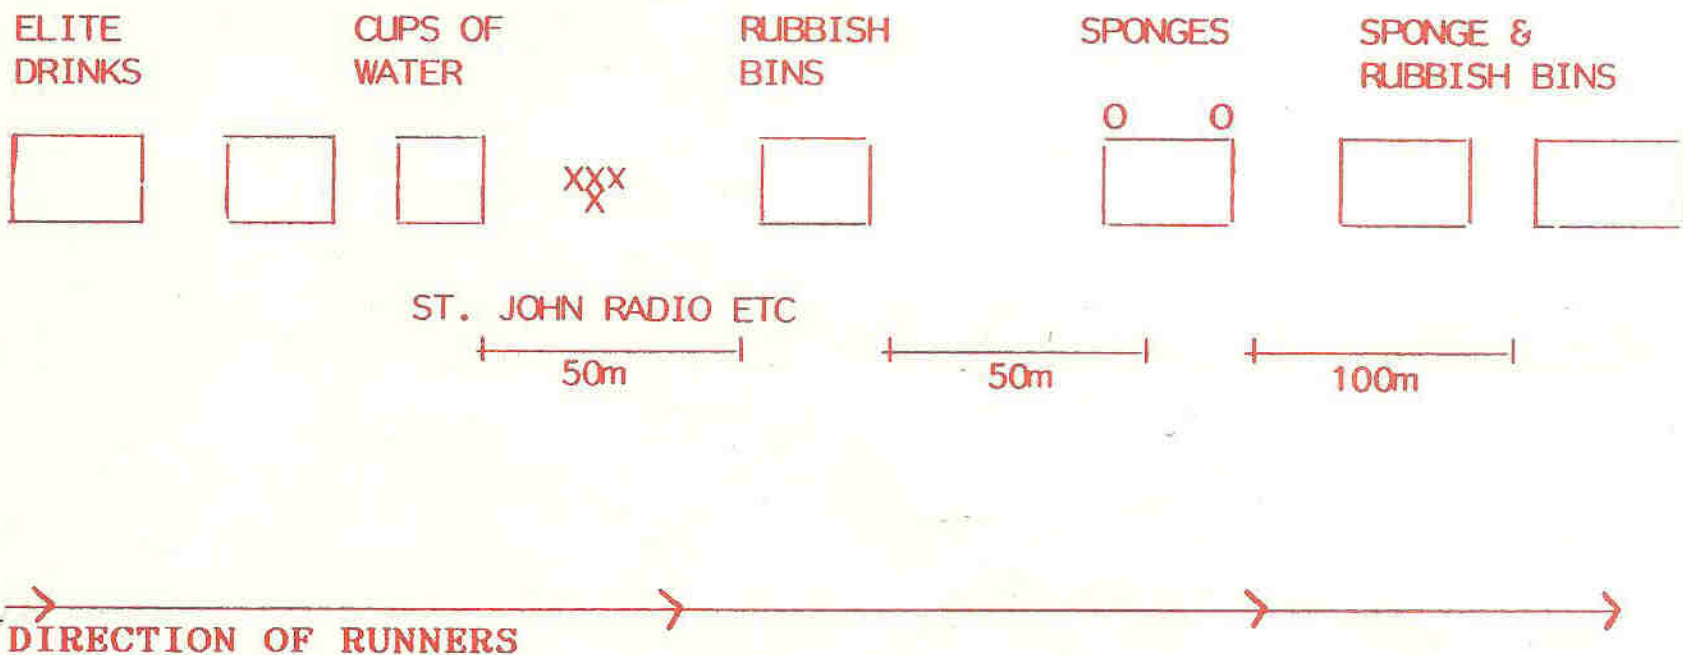 ELITE
DRINKS
CUPS OF
WATER
RUBBISH
BINS
SPONGES
SPONGE &
RUBBISH BINS
O O
XXX
X
ST. JOHN RADIO ETC
50m
50m
100m
DIRECTION OF RUNNERS